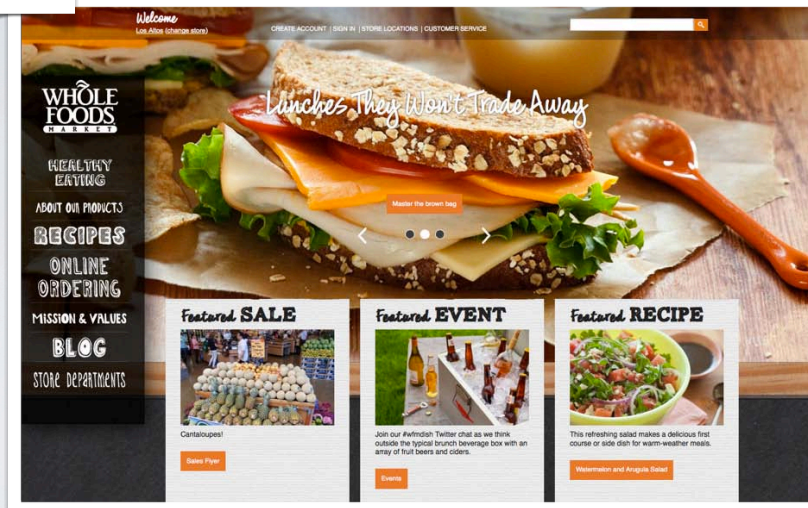 Welcome
Los Altos (change store)
CREATE ACCOUNT | SIGN IN | STORE LOCATIONS | CUSTOMER SERVICE
WHOLE
FOODS
MARKET
HEALTHY
EATING
ABOUT OUR PRODUCTS
RECIPES
ONLINE
ORDERING
MISSION & VALUES
BLOG
STORE DEPARTMENTS
Lunches They Won't Trade Away
Master the brown bag
Featured SALE
Cantaloupes!
Sales Flyer
Featured EVENT
Join our #wfmdish Twitter chat as we think
outside the typical brunch beverage box with an
array of fruit beers and ciders.
Events
Featured RECIPE
This refreshing salad makes a delicious first
course or side dish for warm-weather meals.
Watermelon and Arugula Salad